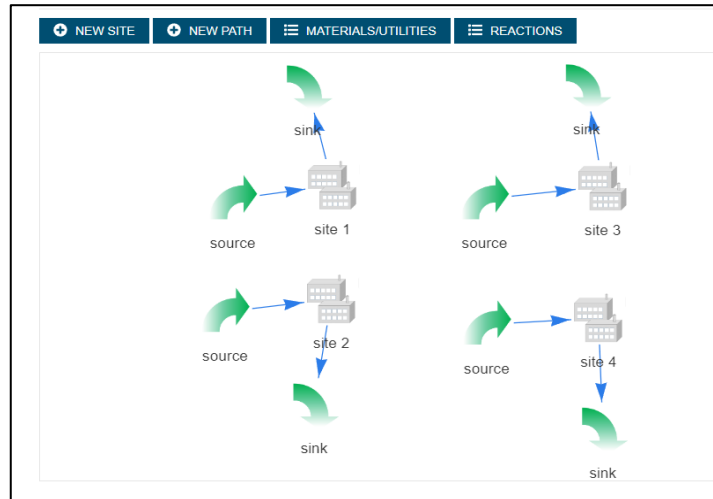 NEW SITE NEW PATH MATERIALS/UTILITIES REACTIONS
sink sink
site 1 site 3
source source
site 2 site 4
source source
sink
sink